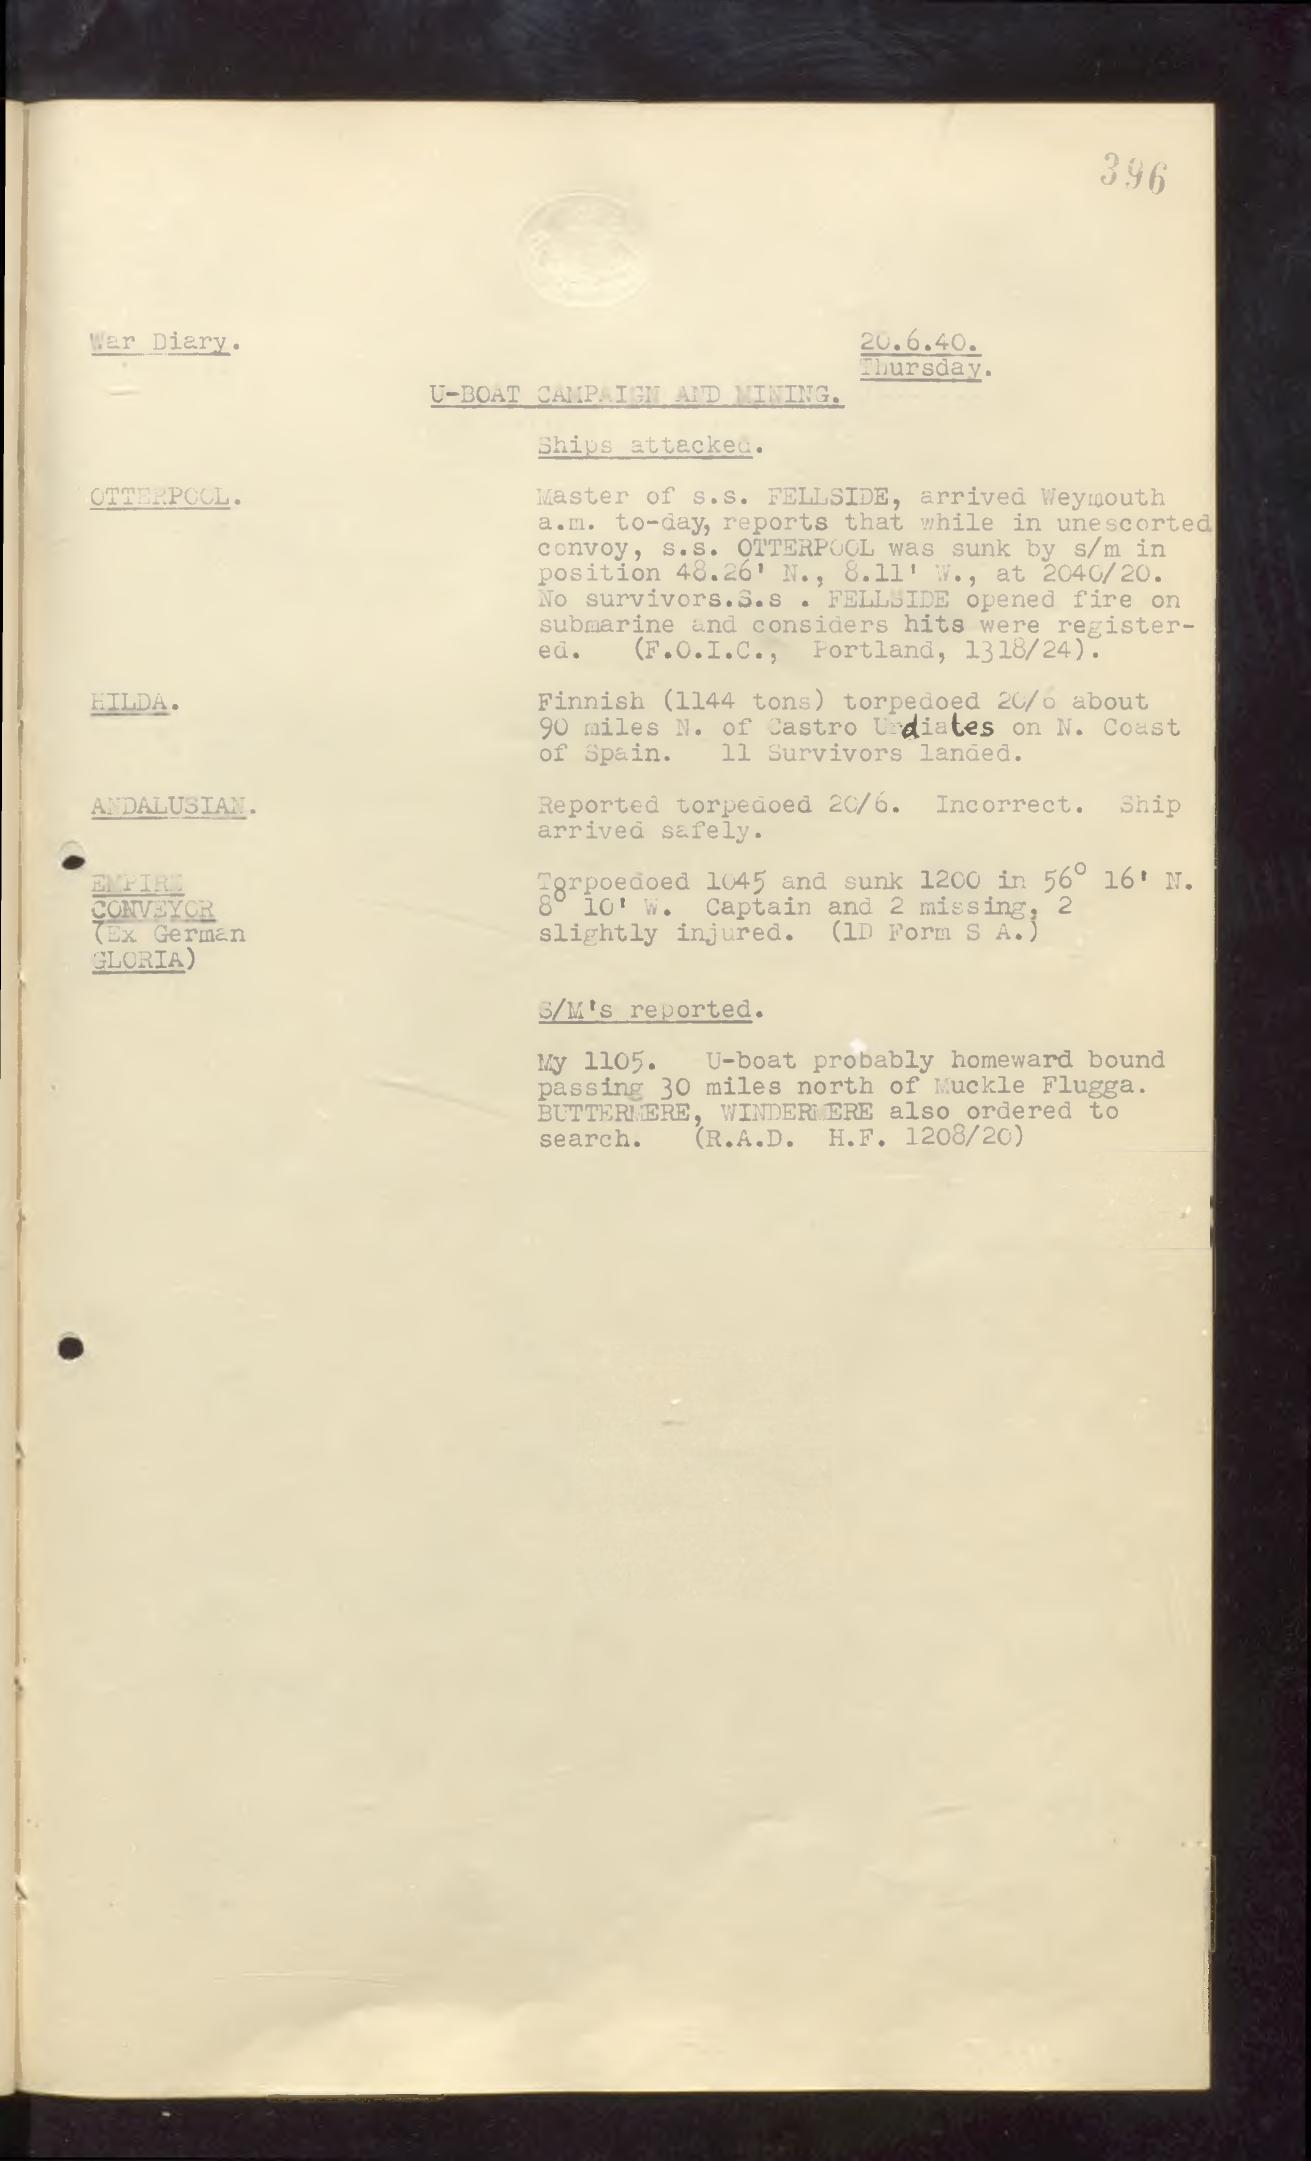 396
War Diary.
20.6.40.
Thursday.
U-BOAT CAMPAIGN AND MINING.
Ships attacked.
OTTERPOOL.
Master of s.s. FELLSIDE, arrived Weymouth
a.m. to-day, reports that while in unescorted
convoy, s.s. OTTERPOOL was sunk by s/m in
position 48.26' N., 8.11' W., at 2040/20.
No survivors.S.s . FELLSIDE opened fire on
submarine and considers hits were register-
ed. (F.O.I.C., Portland, 1318/24).
HILDA.
Finnish (1144 tons) torpedoed 20/6 about
90 miles N. of Castro Urdiates on N. Coast
of Spain. 11 Survivors landed.
ANDALUSIAN.
Reported torpedoed 20/6. Incorrect. Ship
arrived safely.
EMPIRE
CONVEYOR
(Ex German
GLORIA)
Torpoedoed 1045 and sunk 1200 in 56° 16' N.
8° 10' W. Captain and 2 missing, 2
slightly injured. (1D Form S A.)
S/M's reported.
My 1105. U-boat probably homeward bound
passing 30 miles north of Muckle Flugga.
BUTTERMERE, WINDERMERE also ordered to
search. (R.A.D. H.F. 1208/20)